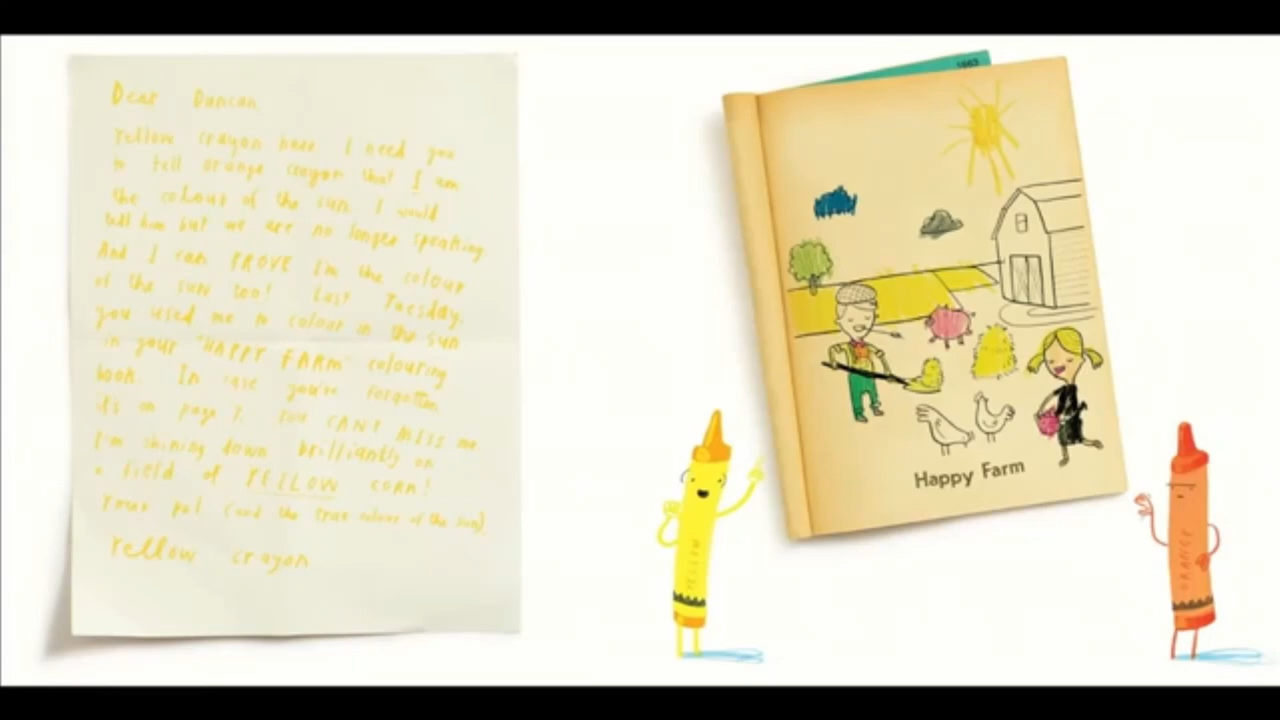 Dear Duncan
Yellow crayon here. I need you
to tell orange crayon that I am
the colour of the sun. I would
tell him but we are no longer speaking
And I can PROVE I'm the colour
of the sun too! Last Tuesday,
you used me to colour in the sun
in your "HAPPY FARM" colouring
book. In case you've forgotten
it's on page 7. You CAN'T MISS me
I'm shining down brilliantly on
a field of YELLOW corn!
Your pal (and the true colour of the sun)
Yellow crayon
Happy Farm
YELLOW
ORANGE